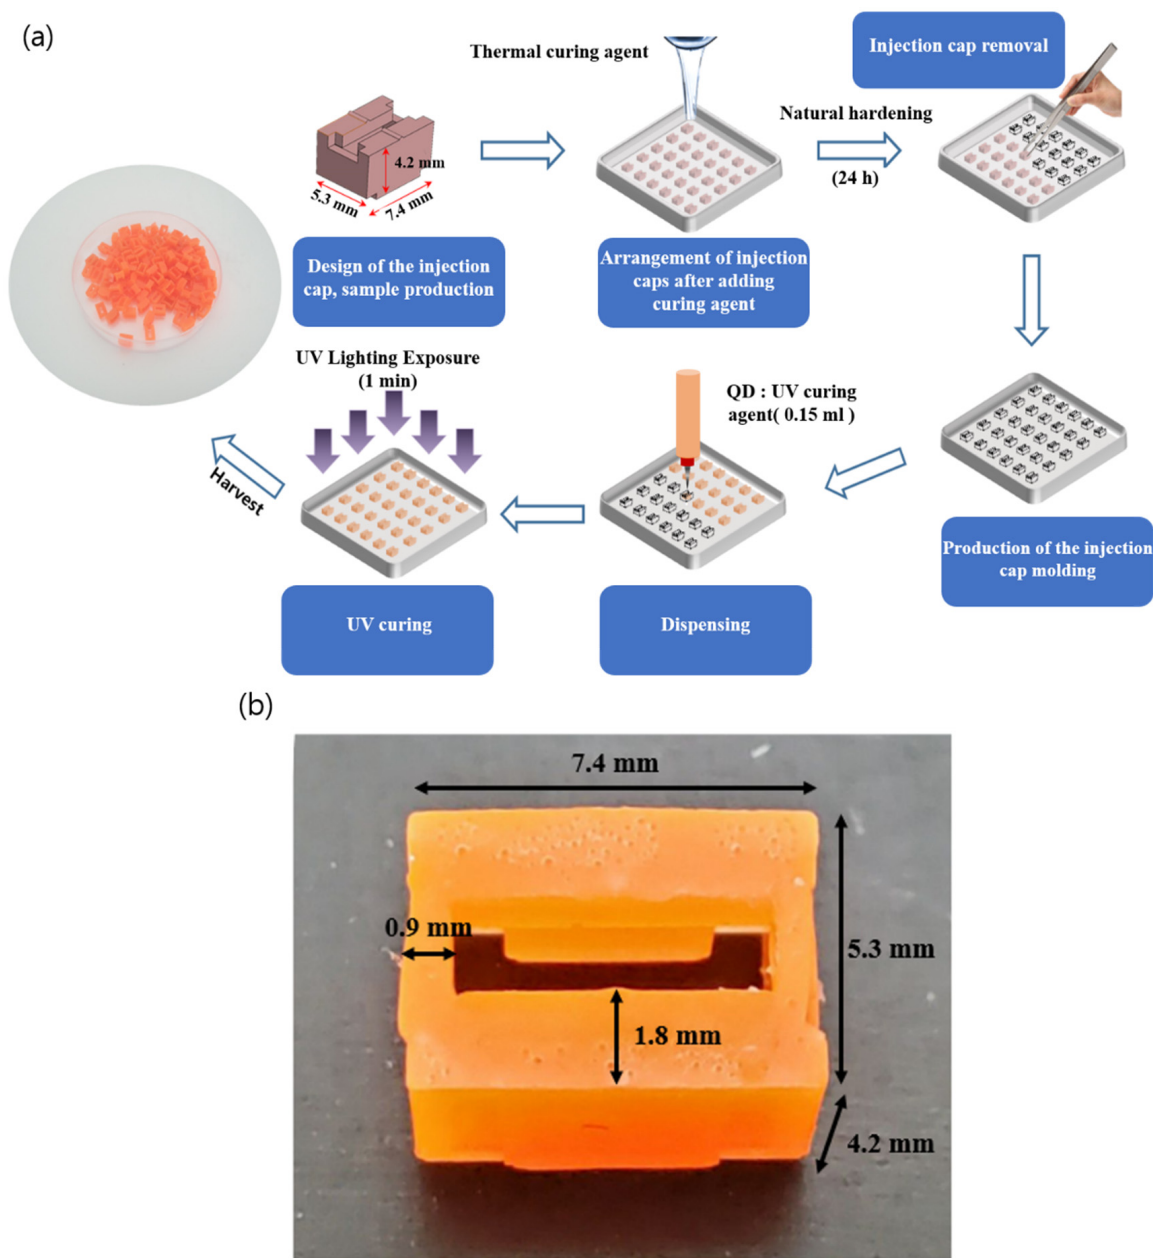 (a)
Thermal curing agent
Injection cap removal
4.2 mm
5.3 mm
7.4 mm
Natural hardening
(24 h)
Design of the injection
cap, sample production
Arrangement of injection
caps after adding
curing agent
UV Lighting Exposure
(1 min)
QD : UV curing
agent( 0.15 ml )
Harvest
Production of the injection
cap molding
UV curing
Dispensing
(b)
7.4 mm
0.9 mm
5.3 mm
1.8 mm
4.2 mm